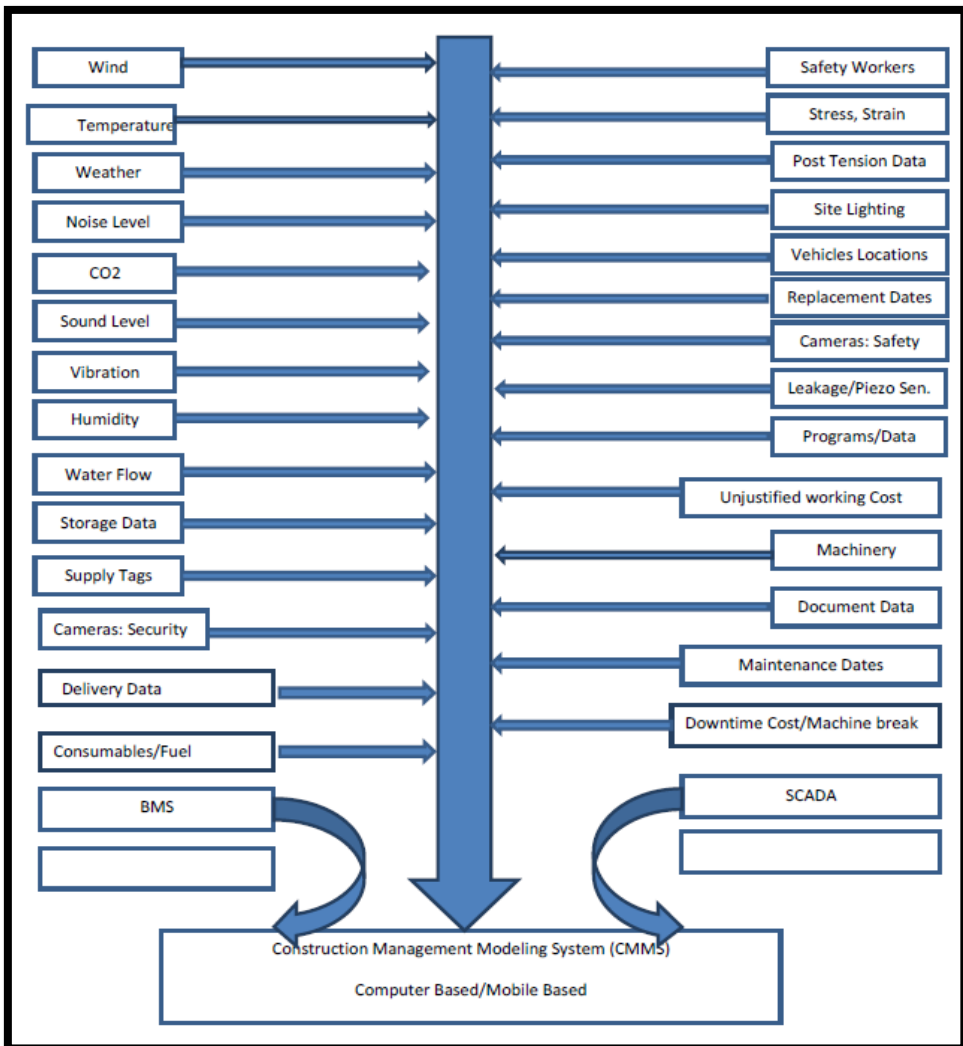 Wind
Temperature
Weather
Noise Level
CO2
Sound Level
Vibration
Humidity
Water Flow
Storage Data
Supply Tags
Cameras: Security
Delivery Data
Consumables/Fuel
BMS
Safety Workers
Stress, Strain
Post Tension Data
Site Lighting
Vehicles Locations
Replacement Dates
Cameras: Safety
Leakage/Piezo Sen.
Programs/Data
Unjustified working Cost
Machinery
Document Data
Maintenance Dates
Downtime Cost/Machine break
SCADA
Construction Management Modeling System (CMMS)
Computer Based/Mobile Based